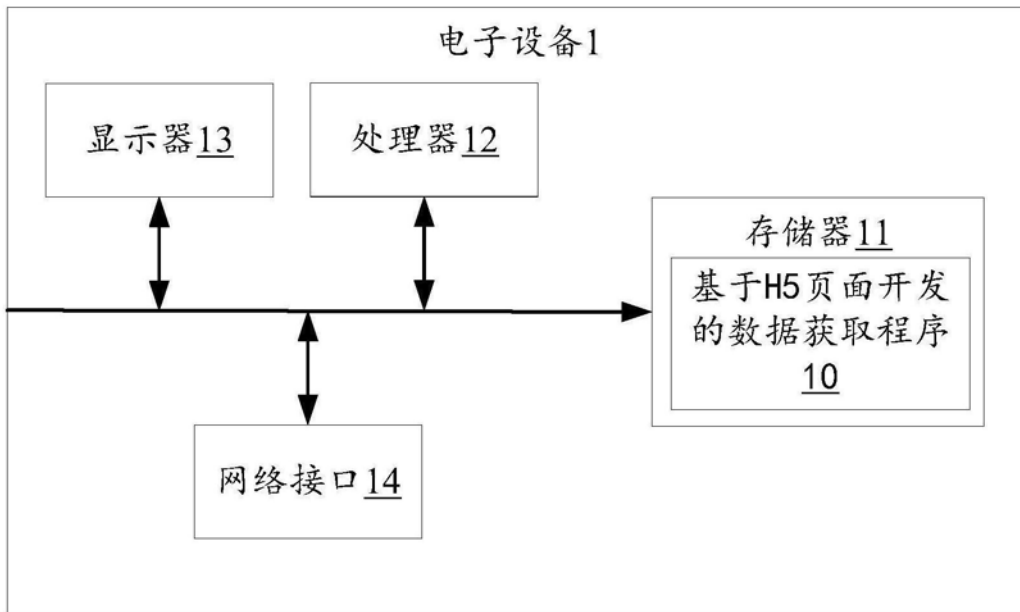 电子设备1
显示器13
处理器12
存储器11
基于H5页面开发
的数据获取程序
10
网络接口14